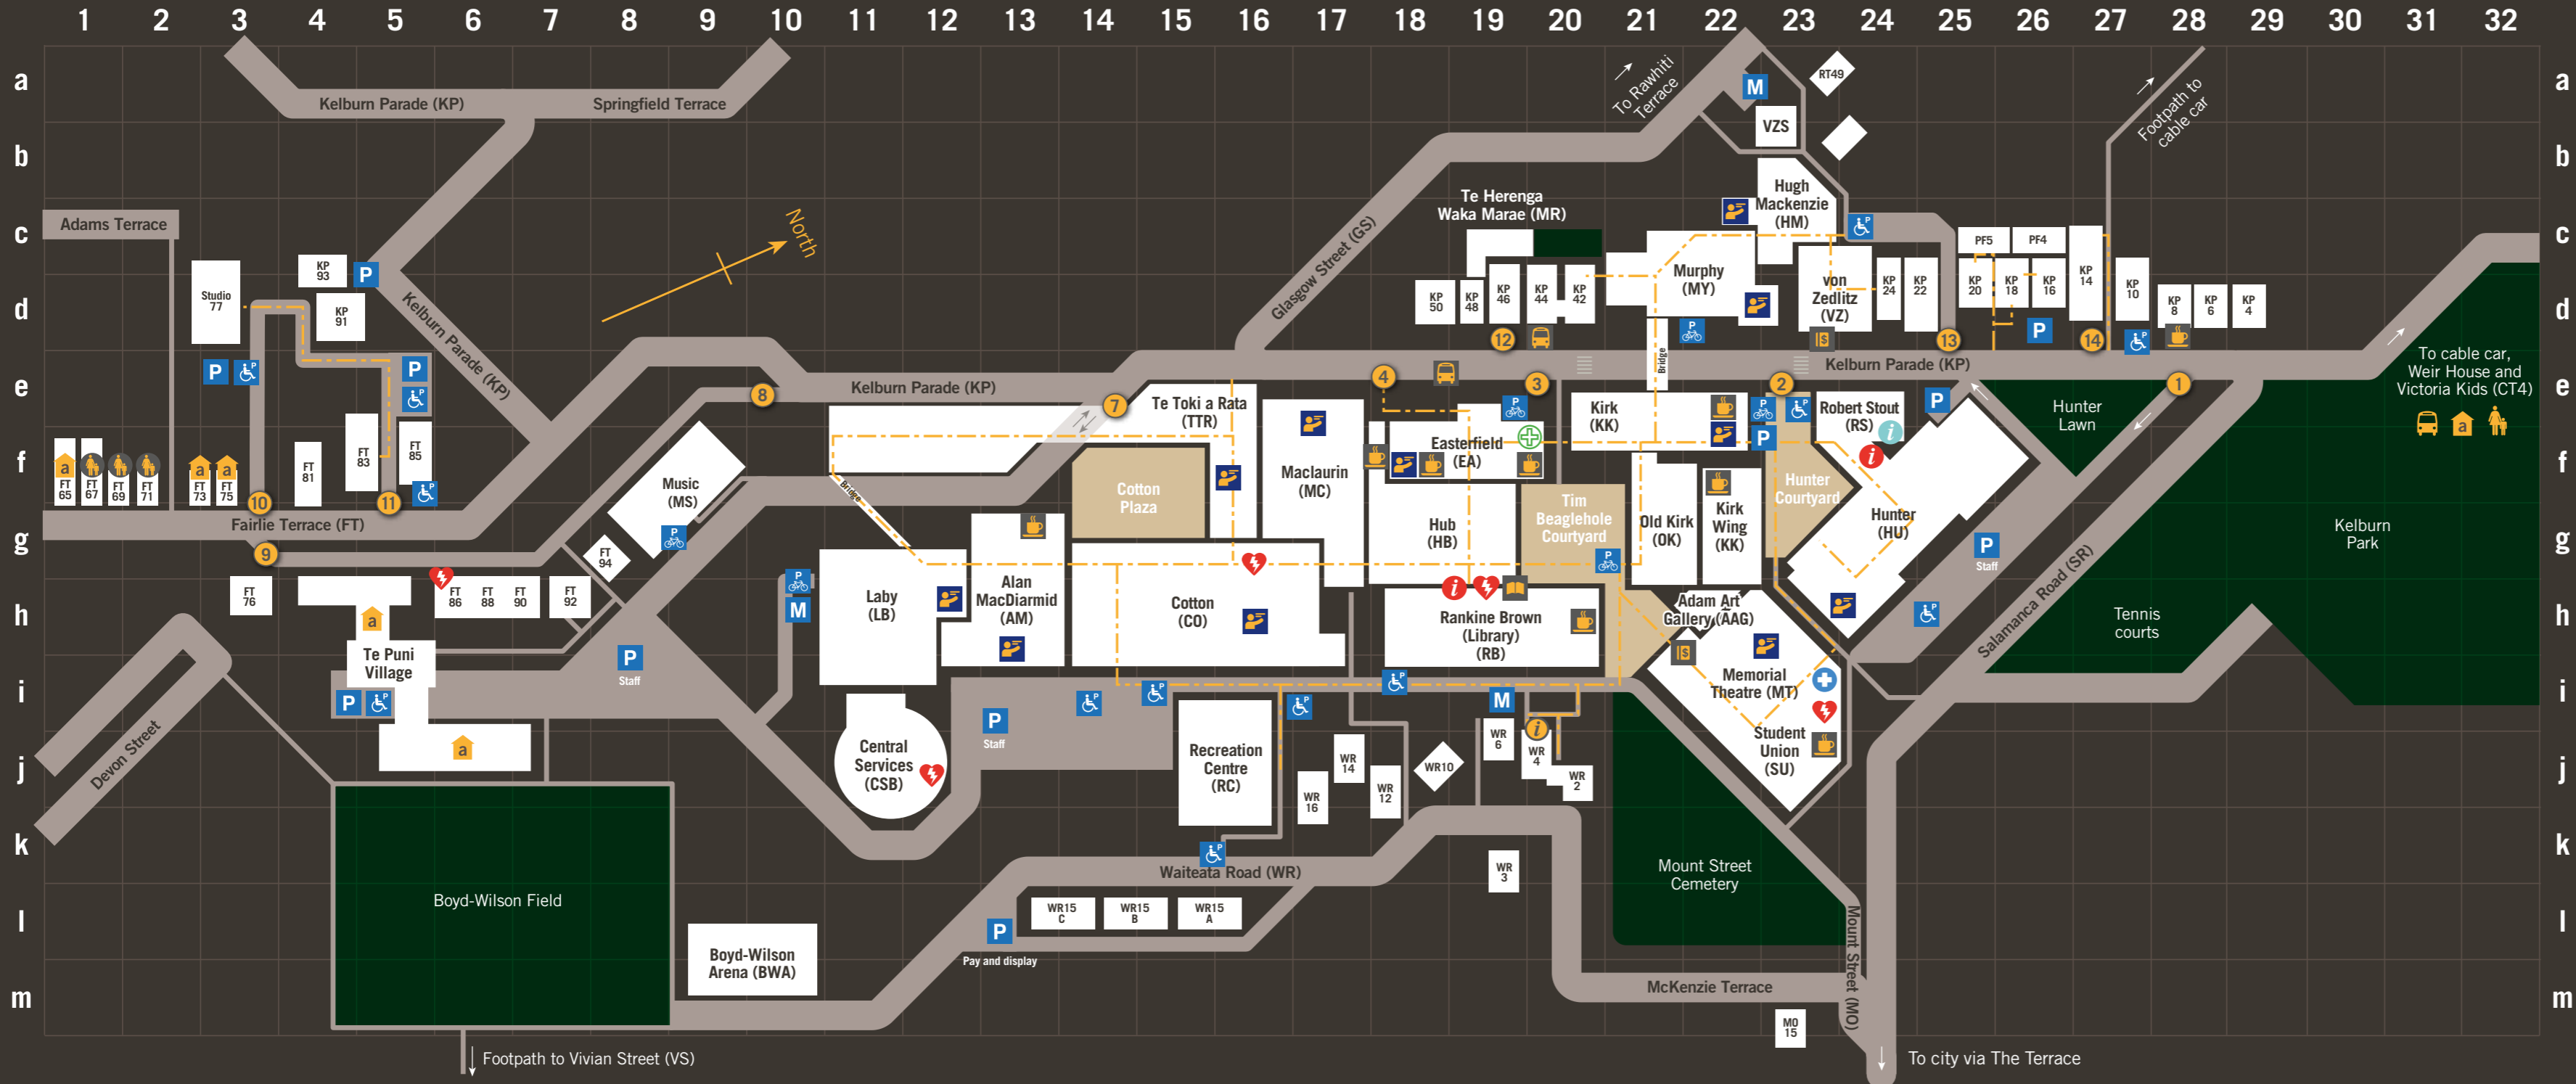 1 2 3 4 5 6 7 8 9 10 11 12 13 14 15 16 17 18 19 20 21 22 23 24 25 26 27 28 29 30 31 32
a
Kelburn Parade (KP)
Springfield Terrace
To Rawhiti
Terrace
M
RT49
VZS
Footpath to
cable car
a
b
b
Hugh
Mackenzie
(HM)
Te Herenga
Waka Marae (MR)
c
Adams Terrace
North
Glasgow Street (GS)
P
PF5
PF4
c
KP
93
P
Studio
77
KP
91
Kelburn Parade (KP)
d
KP
50
KP
48
KP
46
KP
44
KP
42
Murphy
(MY)
von
Zedlitz
(VZ)
KP
24
KP
22
KP
20
KP
18
KP
16
KP
14
KP
10
KP
8
KP
6
KP
4
d
12
Bridge
$
13
P
14
P
P
P
P
P
e
8
Kelburn Parade (KP)
7
4
3
2
Kelburn Parade (KP)
1
To cable car,
Weir House and
Victoria Kids (CT4)
a
e
Te Toki a Rata
(TTR)
Kirk
(KK)
P
P
P
Robert Stout
(RS)
i
P
Hunter
Lawn
f
a
FT
65
FT
67
FT
69
FT
71
a
FT
73
a
FT
75
FT
81
FT
83
FT
85
P
10
11
Music
(MS)
P
Bridge
Cotton
Plaza
Maclaurin
(MC)
Easterfield
(EA)
P
i
Hunter
Courtyard
f
g
Fairlie Terrace (FT)
9
FT
94
Hub
(HB)
Tim
Beaglehole
Courtyard
P
Old Kirk
(OK)
Kirk
Wing
(KK)
Hunter
(HU)
P
Staff
Kelburn
Park
g
h
FT
76
a
FT
86
FT
88
FT
90
FT
92
P
M
Laby
(LB)
Alan
MacDiarmid
(AM)
Cotton
(CO)
i
Rankine Brown
(Library)
(RB)
Adam Art
Gallery (AAG)
P
Salamanca Road (SR)
Tennis
courts
h
Te Puni
Village
P
Staff
$
i
P
P
P
P
P
P
M
Memorial
Theatre (MT)
i
Devon Street
j
a
Central
Services
(CSB)
P
Staff
Recreation
Centre
(RC)
WR
16
WR
14
WR
12
WR10
WR
6
i
WR
4
WR
2
Student
Union
(SU)
j
k
P
Waiteata Road (WR)
WR
3
Mount Street
Cemetery
k
Boyd-Wilson Field
l
WR15
C
WR15
B
WR15
A
P
Pay and display
Mount Street (MO)
l
Boyd-Wilson
Arena (BWA)
m
McKenzie Terrace
m
MO
15
Footpath to Vivian Street (VS)
To city via The Terrace